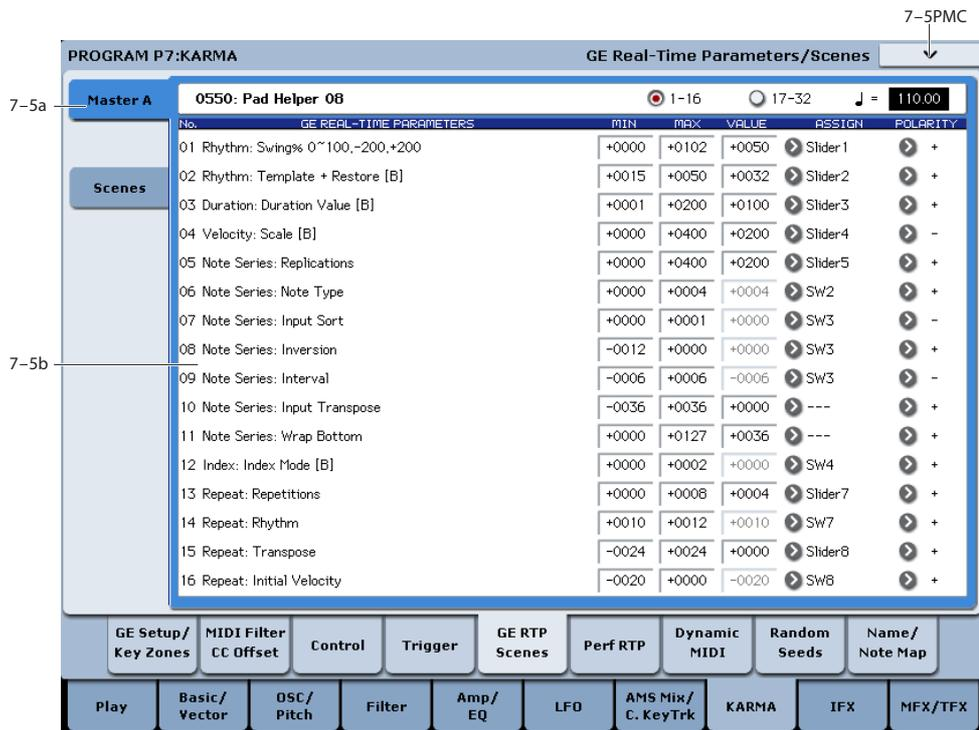 7–5PMC
PROGRAM P7:KARMA GE Real-Time Parameters/Scenes
7–5a
Master A
0550: Pad Helper 08 1-16 17-32 ♩ = 110.00
No. GE REAL-TIME PARAMETERS MIN MAX VALUE ASSIGN POLARITY
01 Rhythm: Swing% 0~100,-200,+200 +0000 +0102 +0050 Slider1 +
Scenes
02 Rhythm: Template + Restore [B] +0015 +0050 +0032 Slider2 +
03 Duration: Duration Value [B] +0001 +0200 +0100 Slider3 +
04 Velocity: Scale [B] +0000 +0400 +0200 Slider4 -
05 Note Series: Replications +0000 +0400 +0200 Slider5 +
06 Note Series: Note Type +0000 +0004 +0004 SW2 +
07 Note Series: Input Sort +0000 +0001 +0000 SW3 -
7–5b
08 Note Series: Inversion -0012 +0000 +0000 SW3 +
09 Note Series: Interval -0006 +0006 -0006 SW3 -
10 Note Series: Input Transpose -0036 +0036 +0000 --- +
11 Note Series: Wrap Bottom +0000 +0127 +0036 --- +
12 Index: Index Mode [B] +0000 +0002 +0000 SW4 +
13 Repeat: Repetitions +0000 +0008 +0004 Slider7 +
14 Repeat: Rhythm +0010 +0012 +0010 SW7 +
15 Repeat: Transpose -0024 +0024 +0000 Slider8 +
16 Repeat: Initial Velocity -0020 +0000 -0020 SW8 +
GE Setup/ Key Zones
MIDI Filter CC Offset
Control
Trigger
GE RTP Scenes
Perf RTP
Dynamic MIDI
Random Seeds
Name/ Note Map
Play
Basic/ Vector
OSC/ Pitch
Filter
Amp/ EQ
LFO
AMS Mix/ C. KeyTrk
KARMA
IFX
MFX/TFX